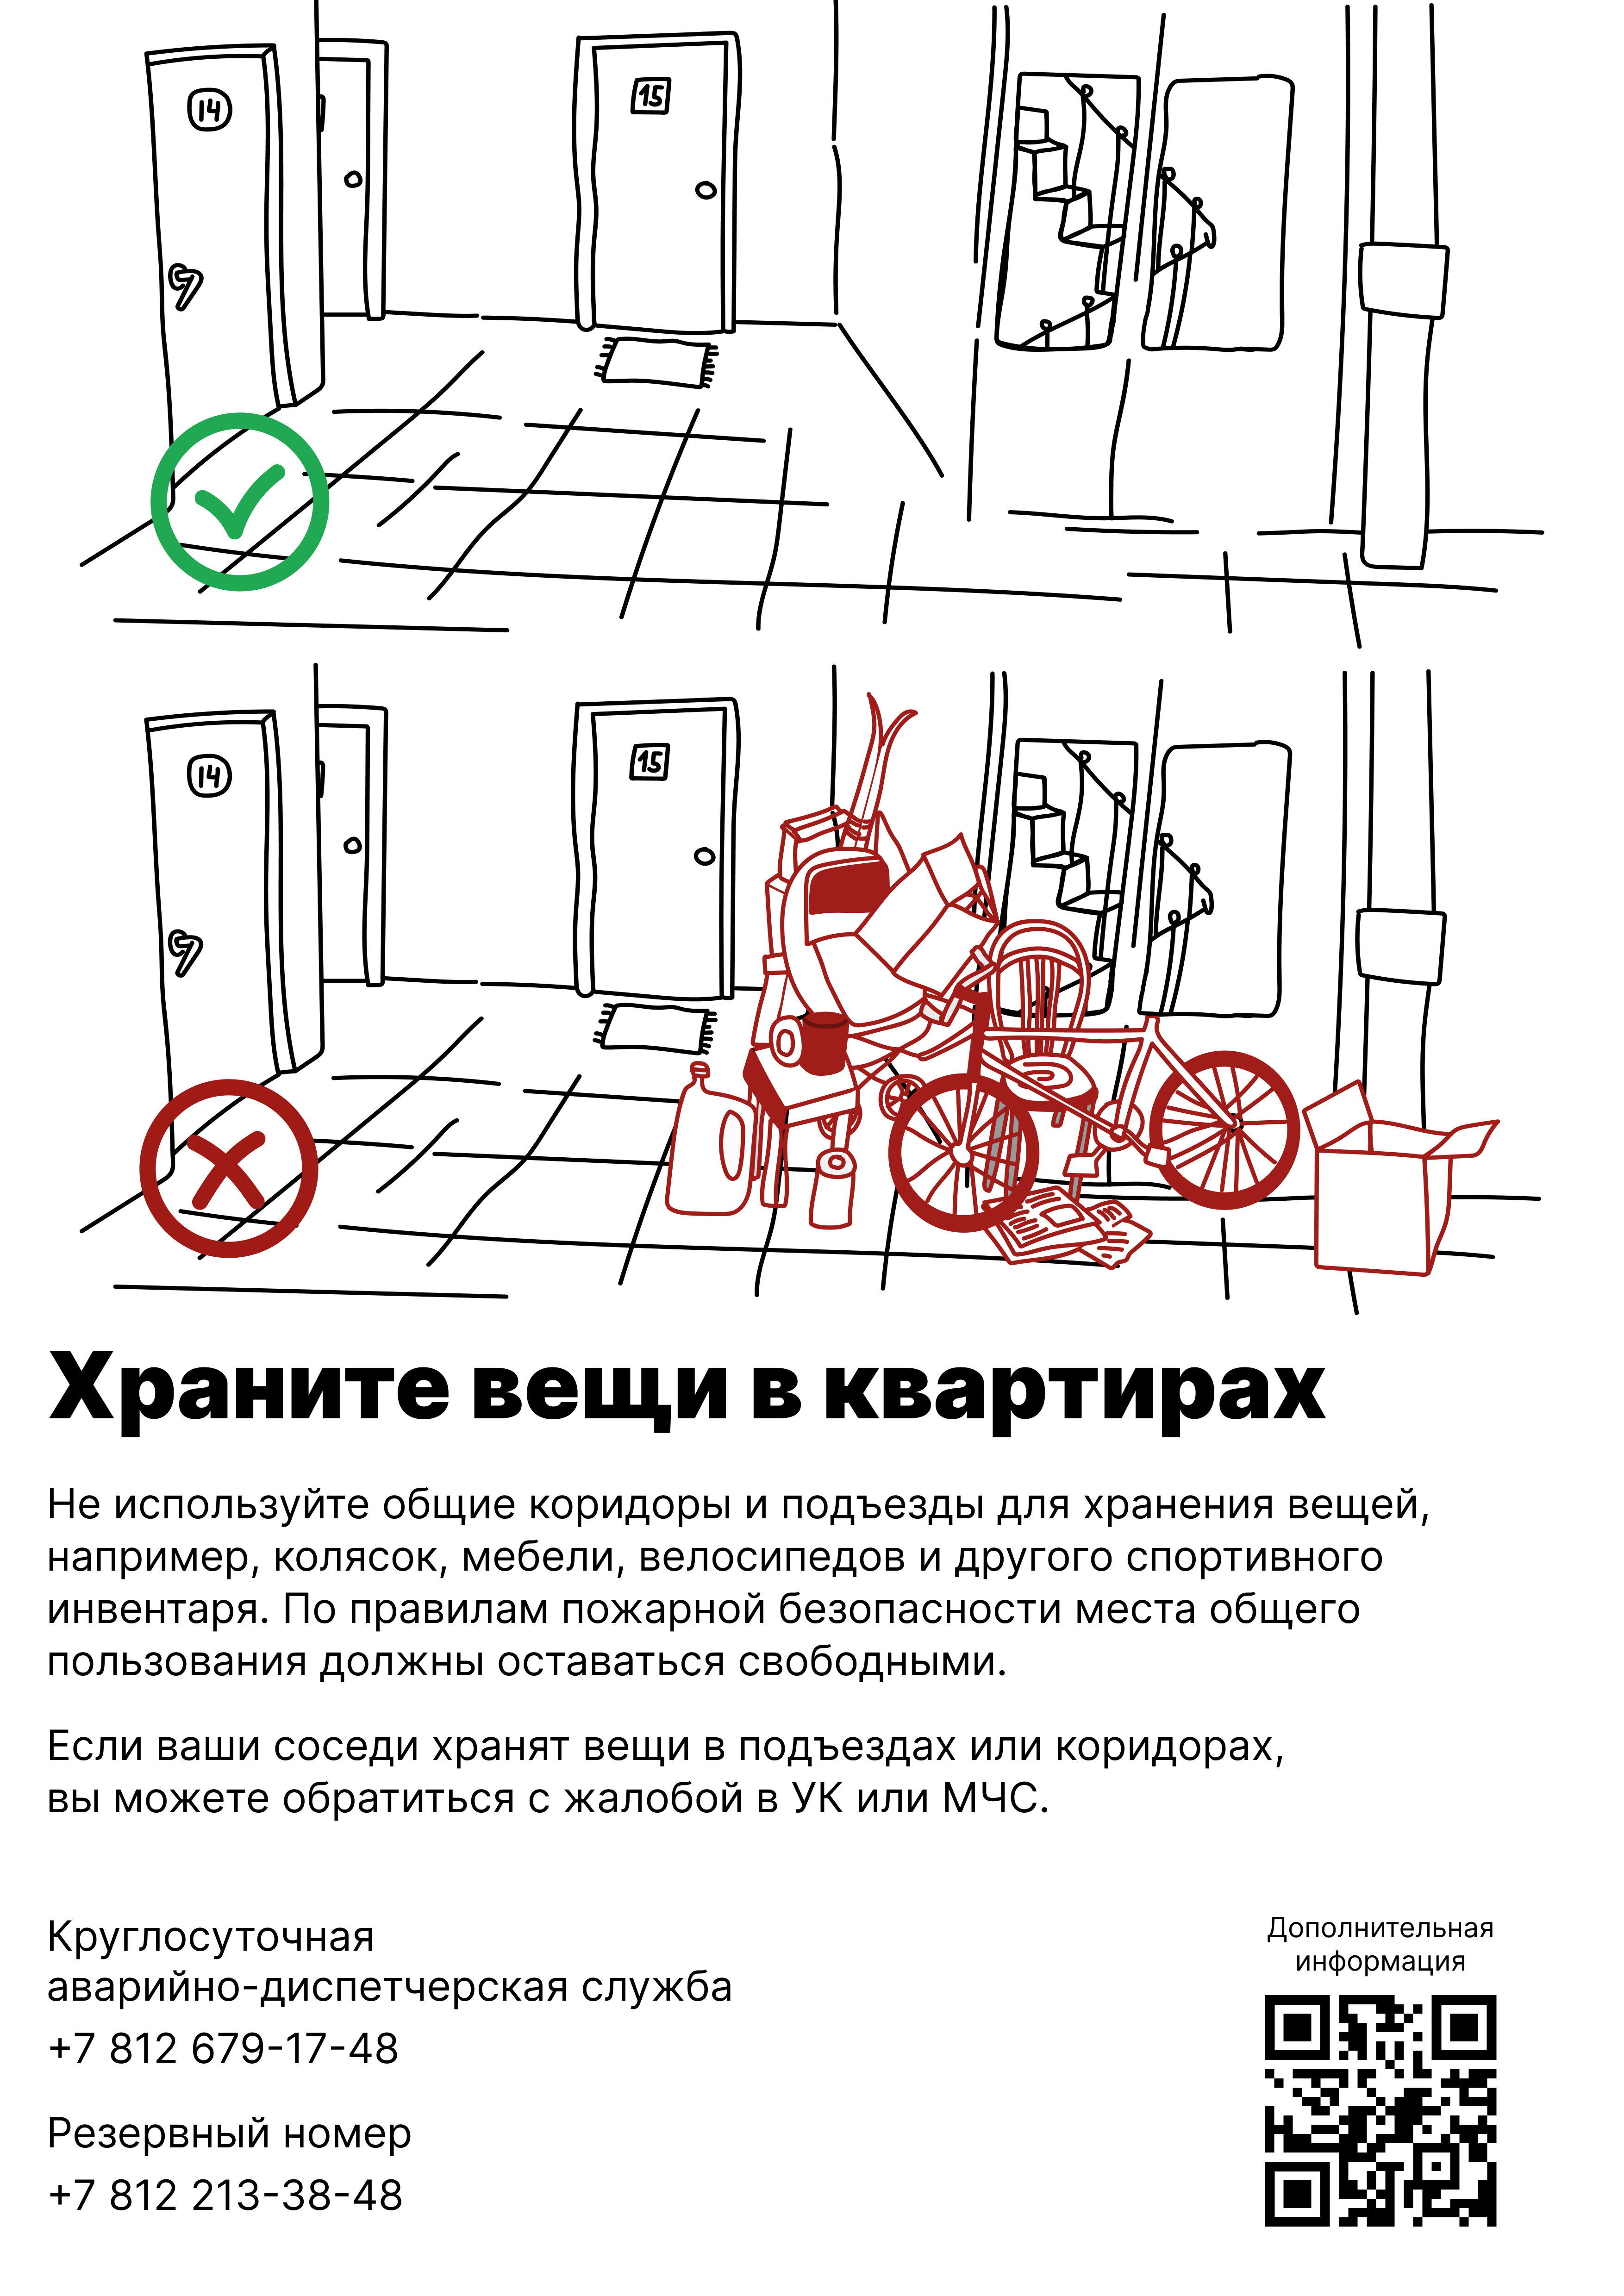 14
15
14
15
Храните вещи в квартирах
Не используйте общие коридоры и подъезды для хранения вещей,
например, колясок, мебели, велосипедов и другого спортивного
инвентаря. По правилам пожарной безопасности места общего
пользования должны оставаться свободными.
Если ваши соседи хранят вещи в подъездах или коридорах,
вы можете обратиться с жалобой в УК или МЧС.
Круглосуточная
аварийно-диспетчерская служба
+7 812 679-17-48
Резервный номер
+7 812 213-38-48
Дополнительная
информация